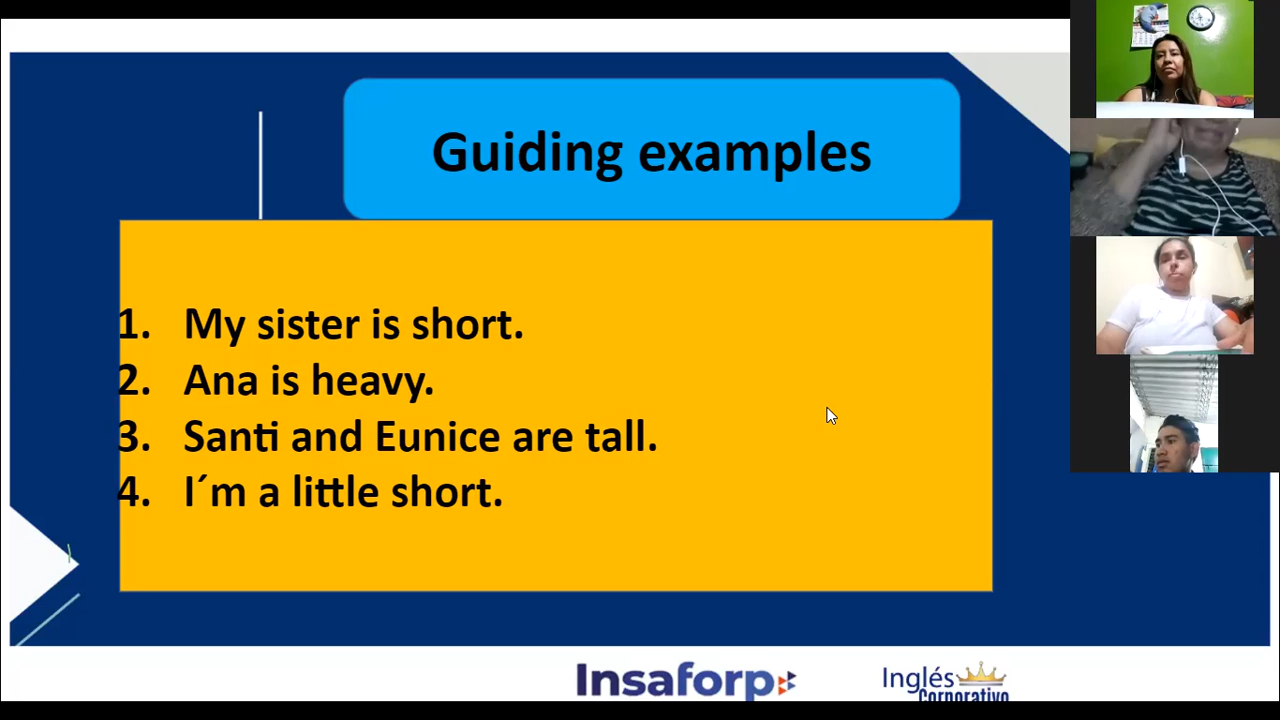 Guiding examples
1. My sister is short.
2. Ana is heavy.
3. Santi and Eunice are tall.
4. I´m a little short.
Insaforp
Inglés
Corporativo